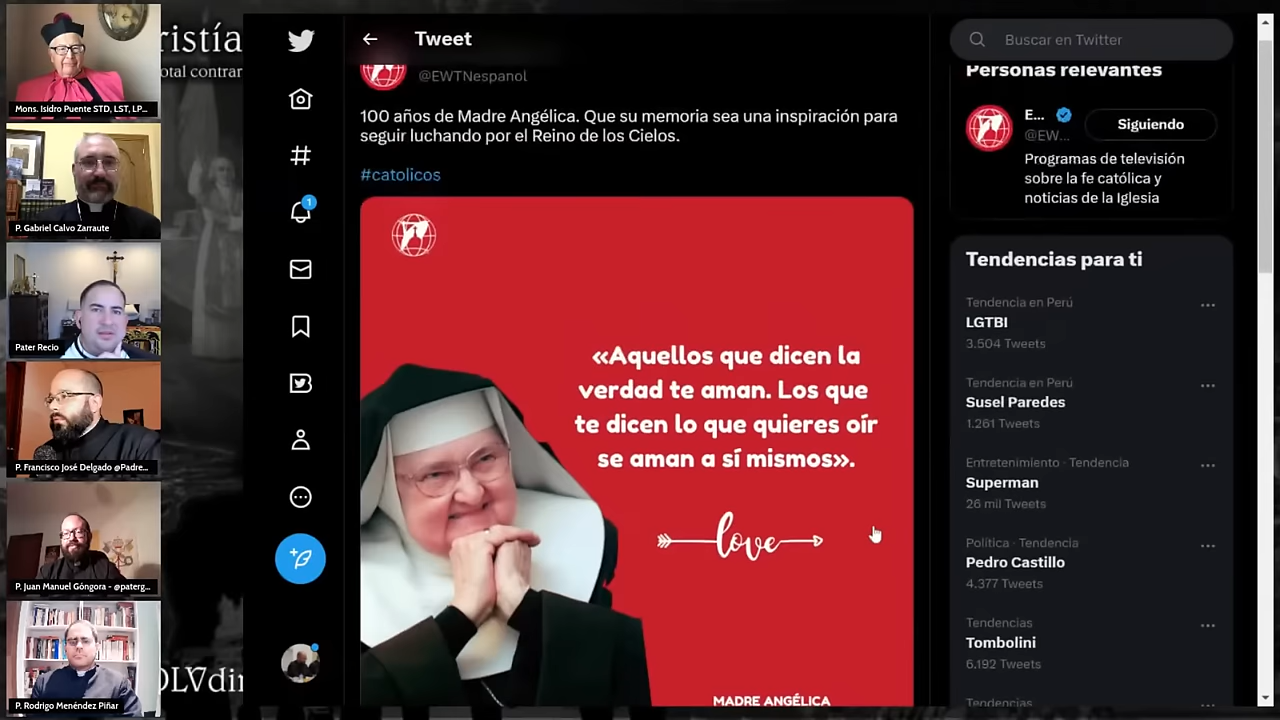 ristía
otal contrar
Mons. Isidro Puente STD, LST, LP...
P. Gabriel Calvo Zarraute
Pater Recio
P. Francisco José Delgado @Padre...
P. Juan Manuel Góngora - @paterg...
P. Rodrigo Menéndez Piñar
OLVdir
Tweet
@EWTNespanol
100 años de Madre Angélica. Que su memoria sea una inspiración para
seguir luchando por el Reino de los Cielos.
#catolicos
«Aquellos que dicen la
verdad te aman. Los que
te dicen lo que quieres oír
se aman a sí mismos».
love
MADRE ANGÉLICA
1
Buscar en Twitter
Personas relevantes
E...
@EW...
Siguiendo
Programas de televisión
sobre la fe católica y
noticias de la Iglesia
Tendencias para ti
Tendencia en Perú
LGTBI
3.504 Tweets
Tendencia en Perú
Susel Paredes
1.261 Tweets
Entretenimiento · Tendencia
Superman
26 mil Tweets
Política · Tendencia
Pedro Castillo
4.377 Tweets
Tendencias
Tombolini
6.192 Tweets
Tendencias